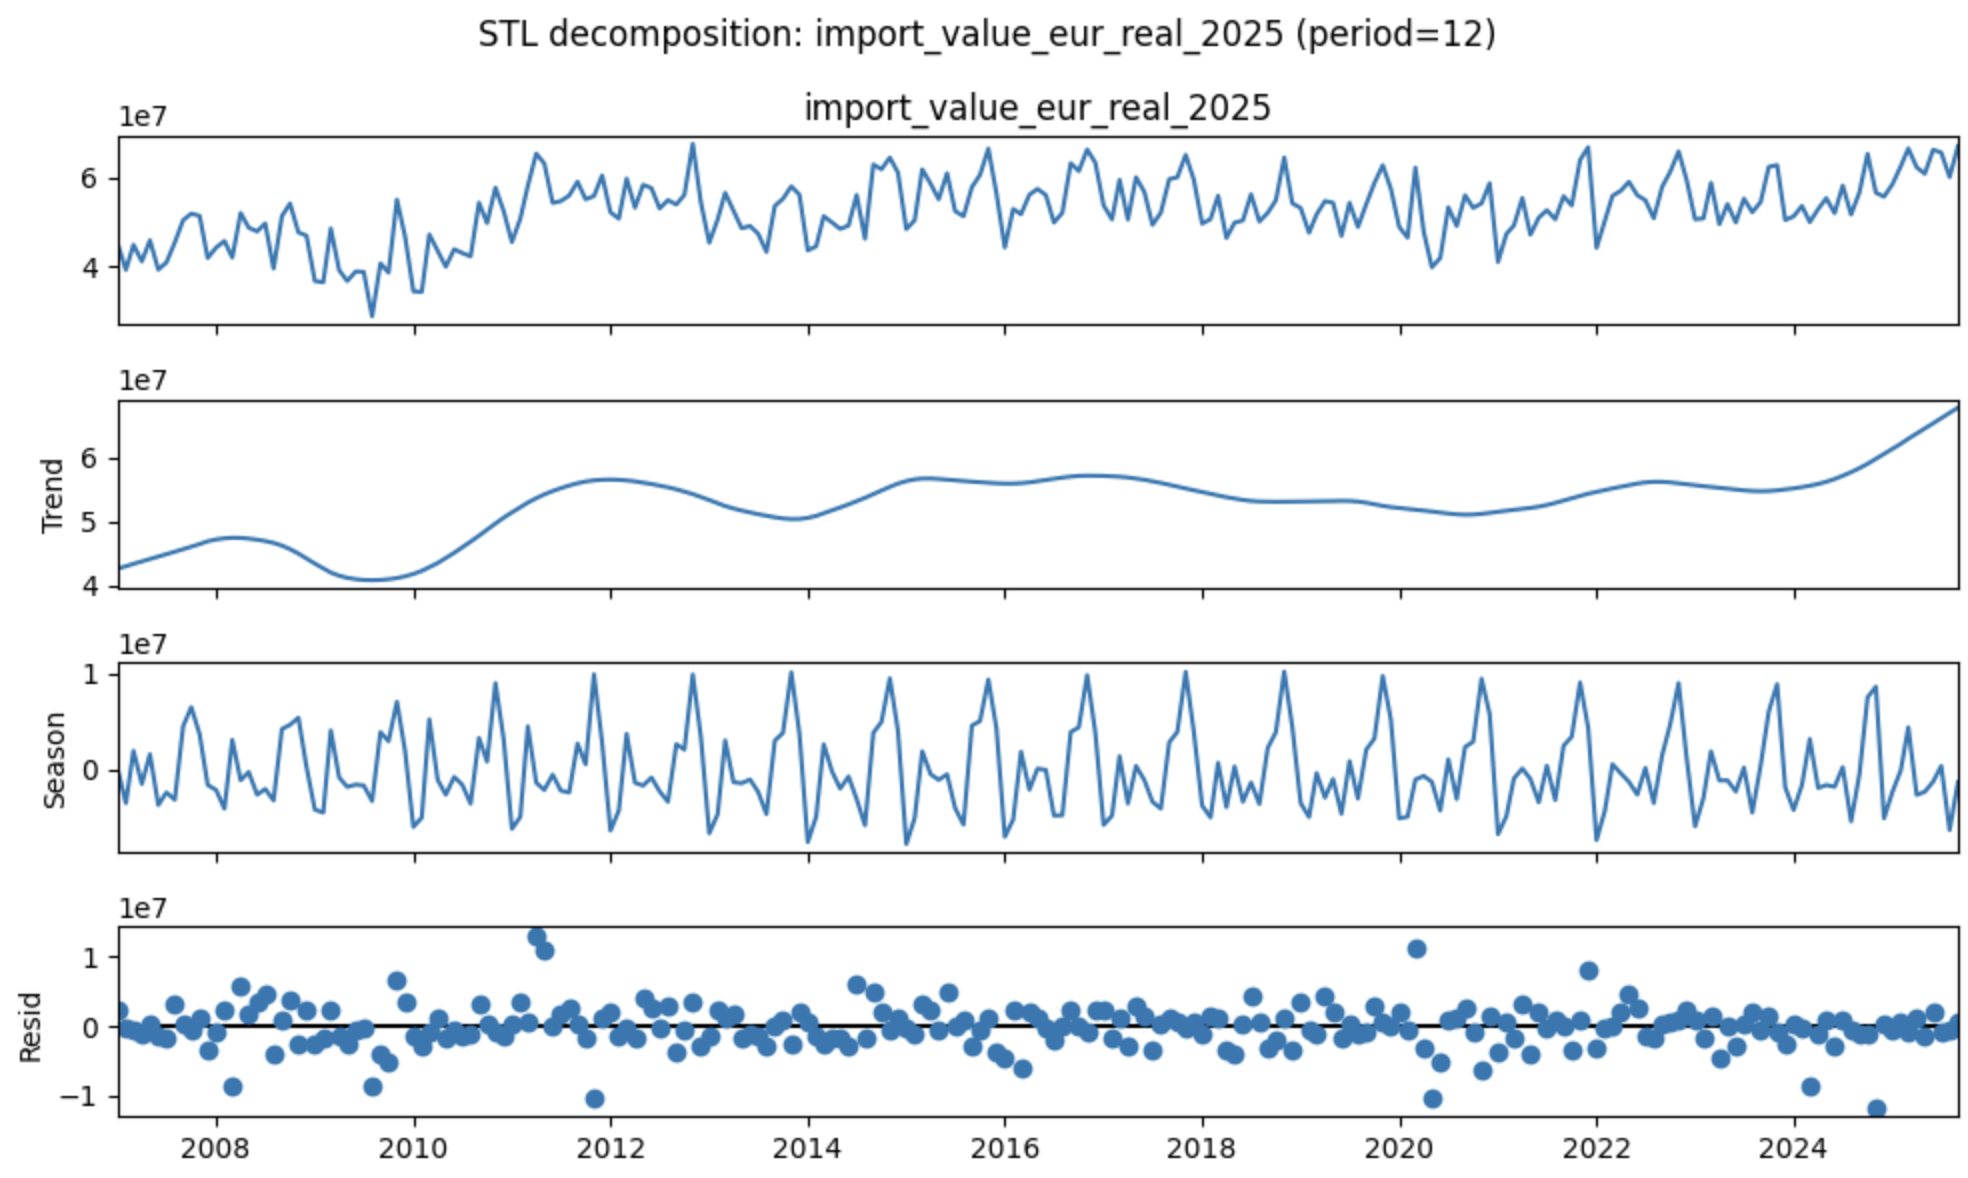 STL decomposition: import_value_eur_real_2025 (period=12)
import_value_eur_real_2025
1e7
6
4
1e7
Trend
6
5
4
1e7
Season
1
0
1e7
Resid
1
0
−1
2008 2010 2012 2014 2016 2018 2020 2022 2024